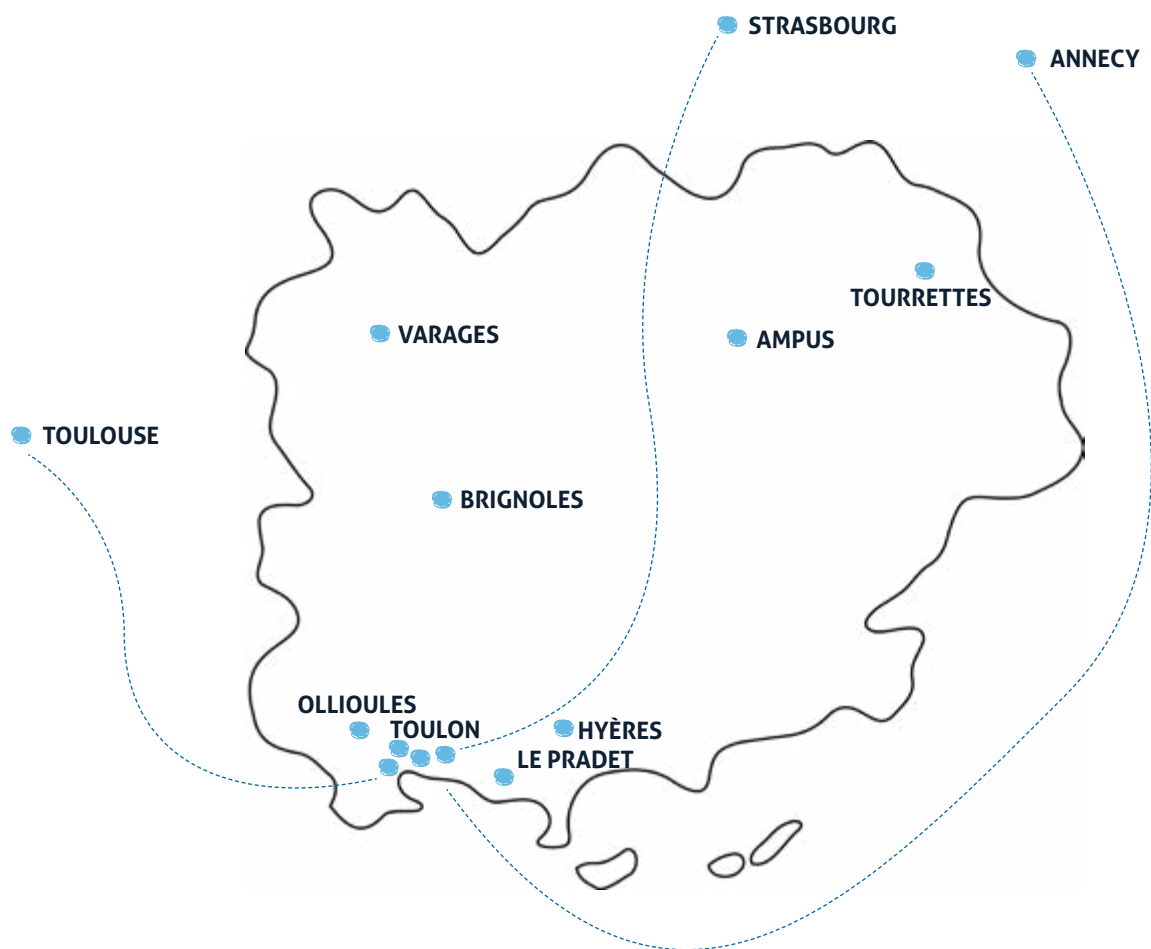 STRASBOURG
ANNECY
TOURRETTES
VARAGES
AMPUS
TOULOUSE
BRIGNOLES
OLLIOULES
TOULON
HYÈRES
LE PRADET